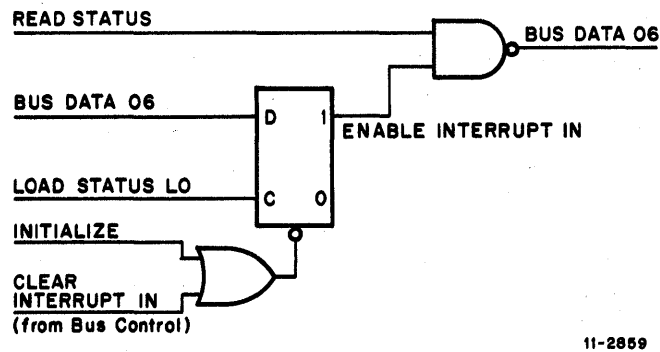 READ STATUS
BUS DATA 06
BUS DATA 06
D 1
ENABLE INTERRUPT IN
LOAD STATUS LO
C 0
INITIALIZE
CLEAR
INTERRUPT IN
(from Bus Control)
11-2859